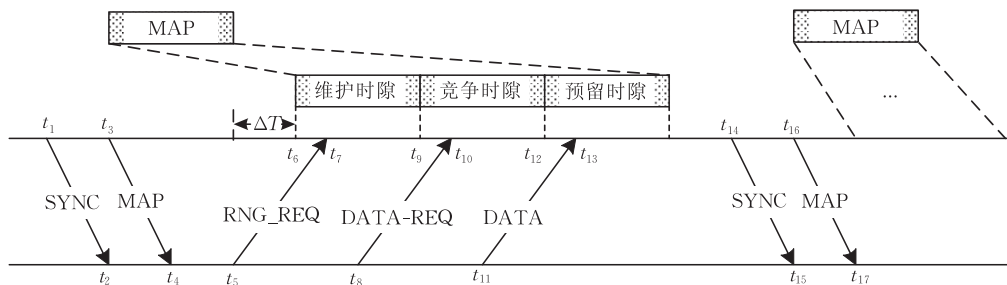 MAP MAP
维护时隙 竞争时隙 预留时隙 ...
t1 t3 ΔT t14 t16
t6 t7 t9 t10 t12 t13
SYNC MAP RNG_REQ DATA-REQ DATA SYNC MAP
t2 t4 t5 t8 t11 t15 t17